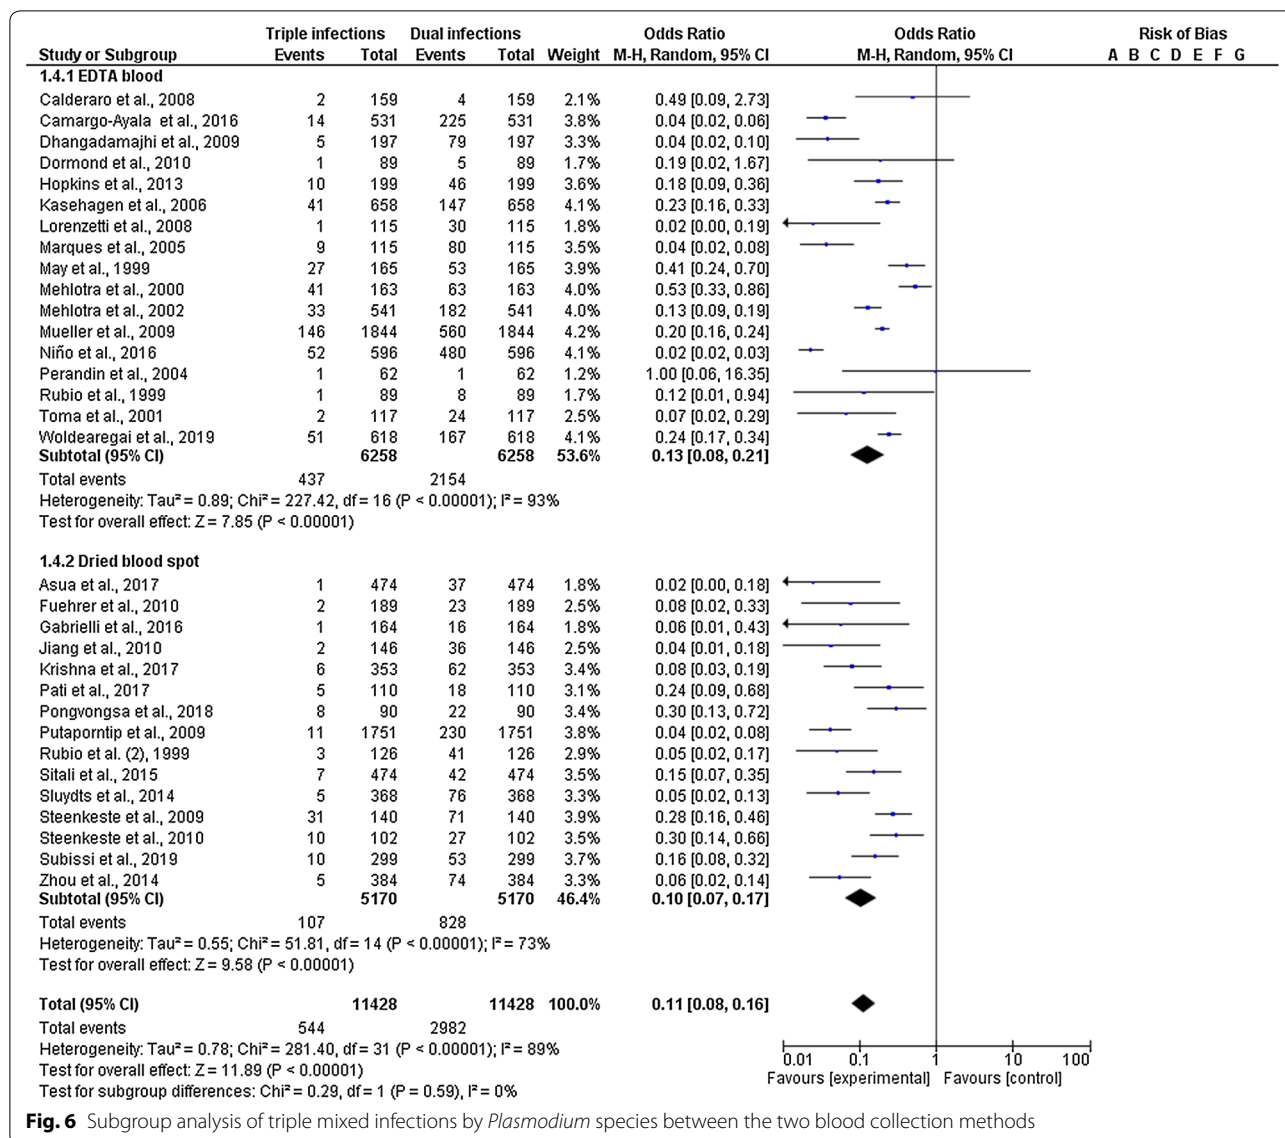 Triple infections Dual infections Odds Ratio Odds Ratio Risk of Bias
Study or Subgroup Events Total Events Total Weight M-H, Random, 95% CI M-H, Random, 95% CI A B C D E F G
1.4.1 EDTA blood
Calderaro et al., 2008 2 159 4 159 2.1% 0.49 [0.09, 2.73]
Camargo-Ayala et al., 2016 14 531 225 531 3.8% 0.04 [0.02, 0.06]
Dhangadamajhi et al., 2009 5 197 79 197 3.3% 0.04 [0.02, 0.10]
Dormond et al., 2010 1 89 5 89 1.7% 0.19 [0.02, 1.67]
Hopkins et al., 2013 10 199 46 199 3.6% 0.18 [0.09, 0.36]
Kasehagen et al., 2006 41 658 147 658 4.1% 0.23 [0.16, 0.33]
Lorenzetti et al., 2008 1 115 30 115 1.8% 0.02 [0.00, 0.19]
Marques et al., 2005 9 115 80 115 3.5% 0.04 [0.02, 0.08]
May et al., 1999 27 165 53 165 3.9% 0.41 [0.24, 0.70]
Mehlotra et al., 2000 41 163 63 163 4.0% 0.53 [0.33, 0.86]
Mehlotra et al., 2002 33 541 182 541 4.0% 0.13 [0.09, 0.19]
Mueller et al., 2009 146 1844 560 1844 4.2% 0.20 [0.16, 0.24]
Niño et al., 2016 52 596 480 596 4.1% 0.02 [0.02, 0.03]
Perandin et al., 2004 1 62 1 62 1.2% 1.00 [0.06, 16.35]
Rubio et al., 1999 1 89 8 89 1.7% 0.12 [0.01, 0.94]
Toma et al., 2001 2 117 24 117 2.5% 0.07 [0.02, 0.29]
Woldearegai et al., 2019 51 618 167 618 4.1% 0.24 [0.17, 0.34]
Subtotal (95% CI) 6258 6258 53.6% 0.13 [0.08, 0.21]
Total events 437 2154
Heterogeneity: Tau² = 0.89; Chi² = 227.42, df = 16 (P < 0.00001); I² = 93%
Test for overall effect: Z = 7.85 (P < 0.00001)
1.4.2 Dried blood spot
Asua et al., 2017 1 474 37 474 1.8% 0.02 [0.00, 0.18]
Fuehrer et al., 2010 2 189 23 189 2.5% 0.08 [0.02, 0.33]
Gabrielli et al., 2016 1 164 16 164 1.8% 0.06 [0.01, 0.43]
Jiang et al., 2010 2 146 36 146 2.5% 0.04 [0.01, 0.18]
Krishna et al., 2017 6 353 62 353 3.4% 0.08 [0.03, 0.19]
Pati et al., 2017 5 110 18 110 3.1% 0.24 [0.09, 0.68]
Pongvongsa et al., 2018 8 90 22 90 3.4% 0.30 [0.13, 0.72]
Putaporntip et al., 2009 11 1751 230 1751 3.8% 0.04 [0.02, 0.08]
Rubio et al. (2), 1999 3 126 41 126 2.9% 0.05 [0.02, 0.17]
Sitali et al., 2015 7 474 42 474 3.5% 0.15 [0.07, 0.35]
Sluydts et al., 2014 5 368 76 368 3.3% 0.05 [0.02, 0.13]
Steenkeste et al., 2009 31 140 71 140 3.9% 0.28 [0.16, 0.46]
Steenkeste et al., 2010 10 102 27 102 3.5% 0.30 [0.14, 0.66]
Subissi et al., 2019 10 299 53 299 3.7% 0.16 [0.08, 0.32]
Zhou et al., 2014 5 384 74 384 3.3% 0.06 [0.02, 0.14]
Subtotal (95% CI) 5170 5170 46.4% 0.10 [0.07, 0.17]
Total events 107 828
Heterogeneity: Tau² = 0.55; Chi² = 51.81, df = 14 (P < 0.00001); I² = 73%
Test for overall effect: Z = 9.58 (P < 0.00001)
Total (95% CI) 11428 11428 100.0% 0.11 [0.08, 0.16]
Total events 544 2982
Heterogeneity: Tau² = 0.78; Chi² = 281.40, df = 31 (P < 0.00001); I² = 89%
Test for overall effect: Z = 11.89 (P < 0.00001)
Test for subgroup differences: Chi² = 0.29, df = 1 (P = 0.59), I² = 0%
0.01 0.1 1 10 100
Favours [experimental] Favours [control]
Fig. 6 Subgroup analysis of triple mixed infections by Plasmodium species between the two blood collection methods